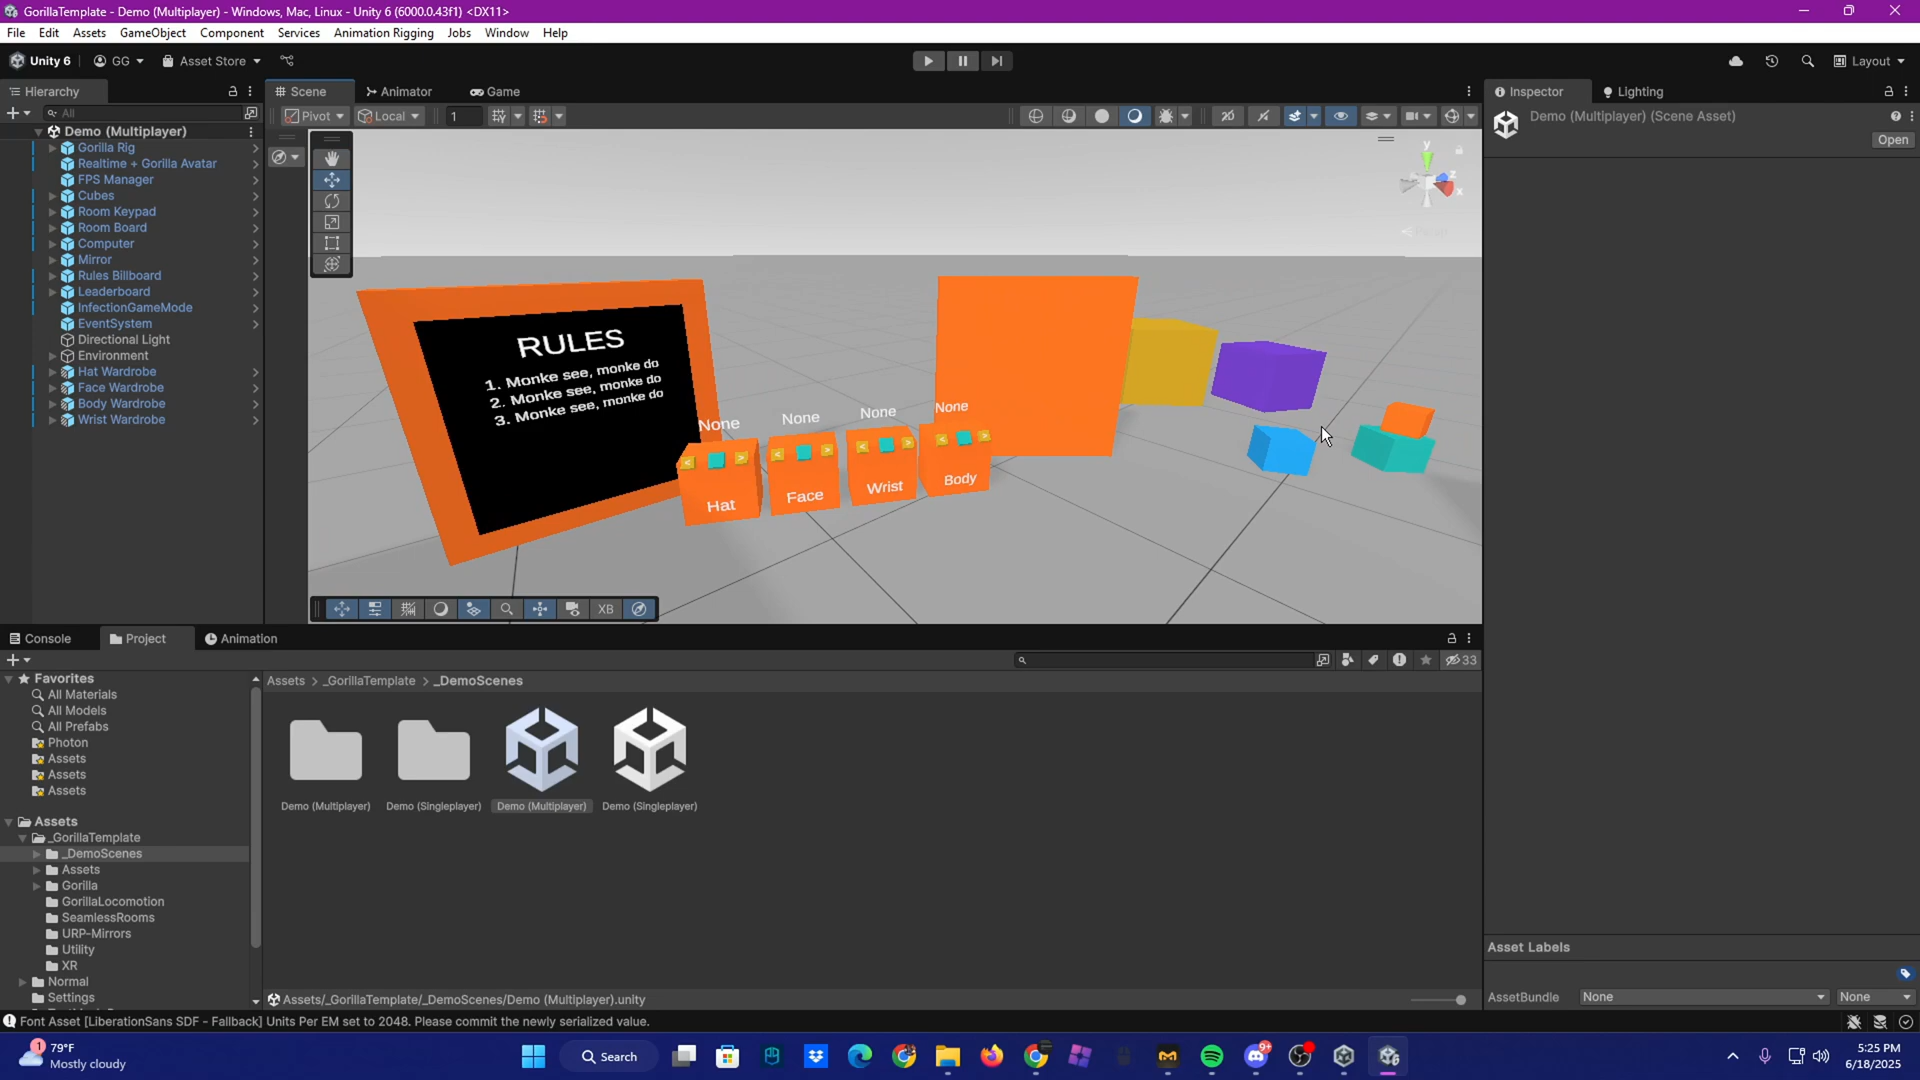 GorillaTemplate - Demo (Multiplayer) - Windows, Mac, Linux - Unity 6 (6000.0.43f1) <DX11>
File Edit Assets GameObject Component Services Animation Rigging Jobs Window Help
Unity 6 GG Asset Store Layout
Hierarchy
All
Demo (Multiplayer)
Gorilla Rig
Realtime + Gorilla Avatar
FPS Manager
Cubes
Room Keypad
Room Board
Computer
Mirror
Rules Billboard
Leaderboard
InfectionGameMode
EventSystem
Directional Light
Environment
Hat Wardrobe
Face Wardrobe
Body Wardrobe
Wrist Wardrobe
Scene Animator Game
Pivot Local 1
y
z
x
Persp
RULES
1. Monke see, monke do
2. Monke see, monke do
3. Monke see, monke do
None None None None
< > < > < > < >
Hat Face Wrist Body
XB
Inspector Lighting
Demo (Multiplayer) (Scene Asset)
Open
Console Project Animation
33
Favorites
All Materials
All Models
All Prefabs
Photon
Assets
Assets
Assets
Assets
_GorillaTemplate
_DemoScenes
Assets
Gorilla
GorillaLocomotion
SeamlessRooms
URP-Mirrors
Utility
XR
Normal
Settings
Assets > _GorillaTemplate > _DemoScenes
Demo (Multiplayer) Demo (Singleplayer) Demo (Multiplayer) Demo (Singleplayer)
Assets/_GorillaTemplate/_DemoScenes/Demo (Multiplayer).unity
Asset Labels
AssetBundle None None
Font Asset [LiberationSans SDF - Fallback] Units Per EM set to 2048. Please commit the newly serialized value.
1
79°F
Mostly cloudy
Search
9+
5:25 PM
6/18/2025